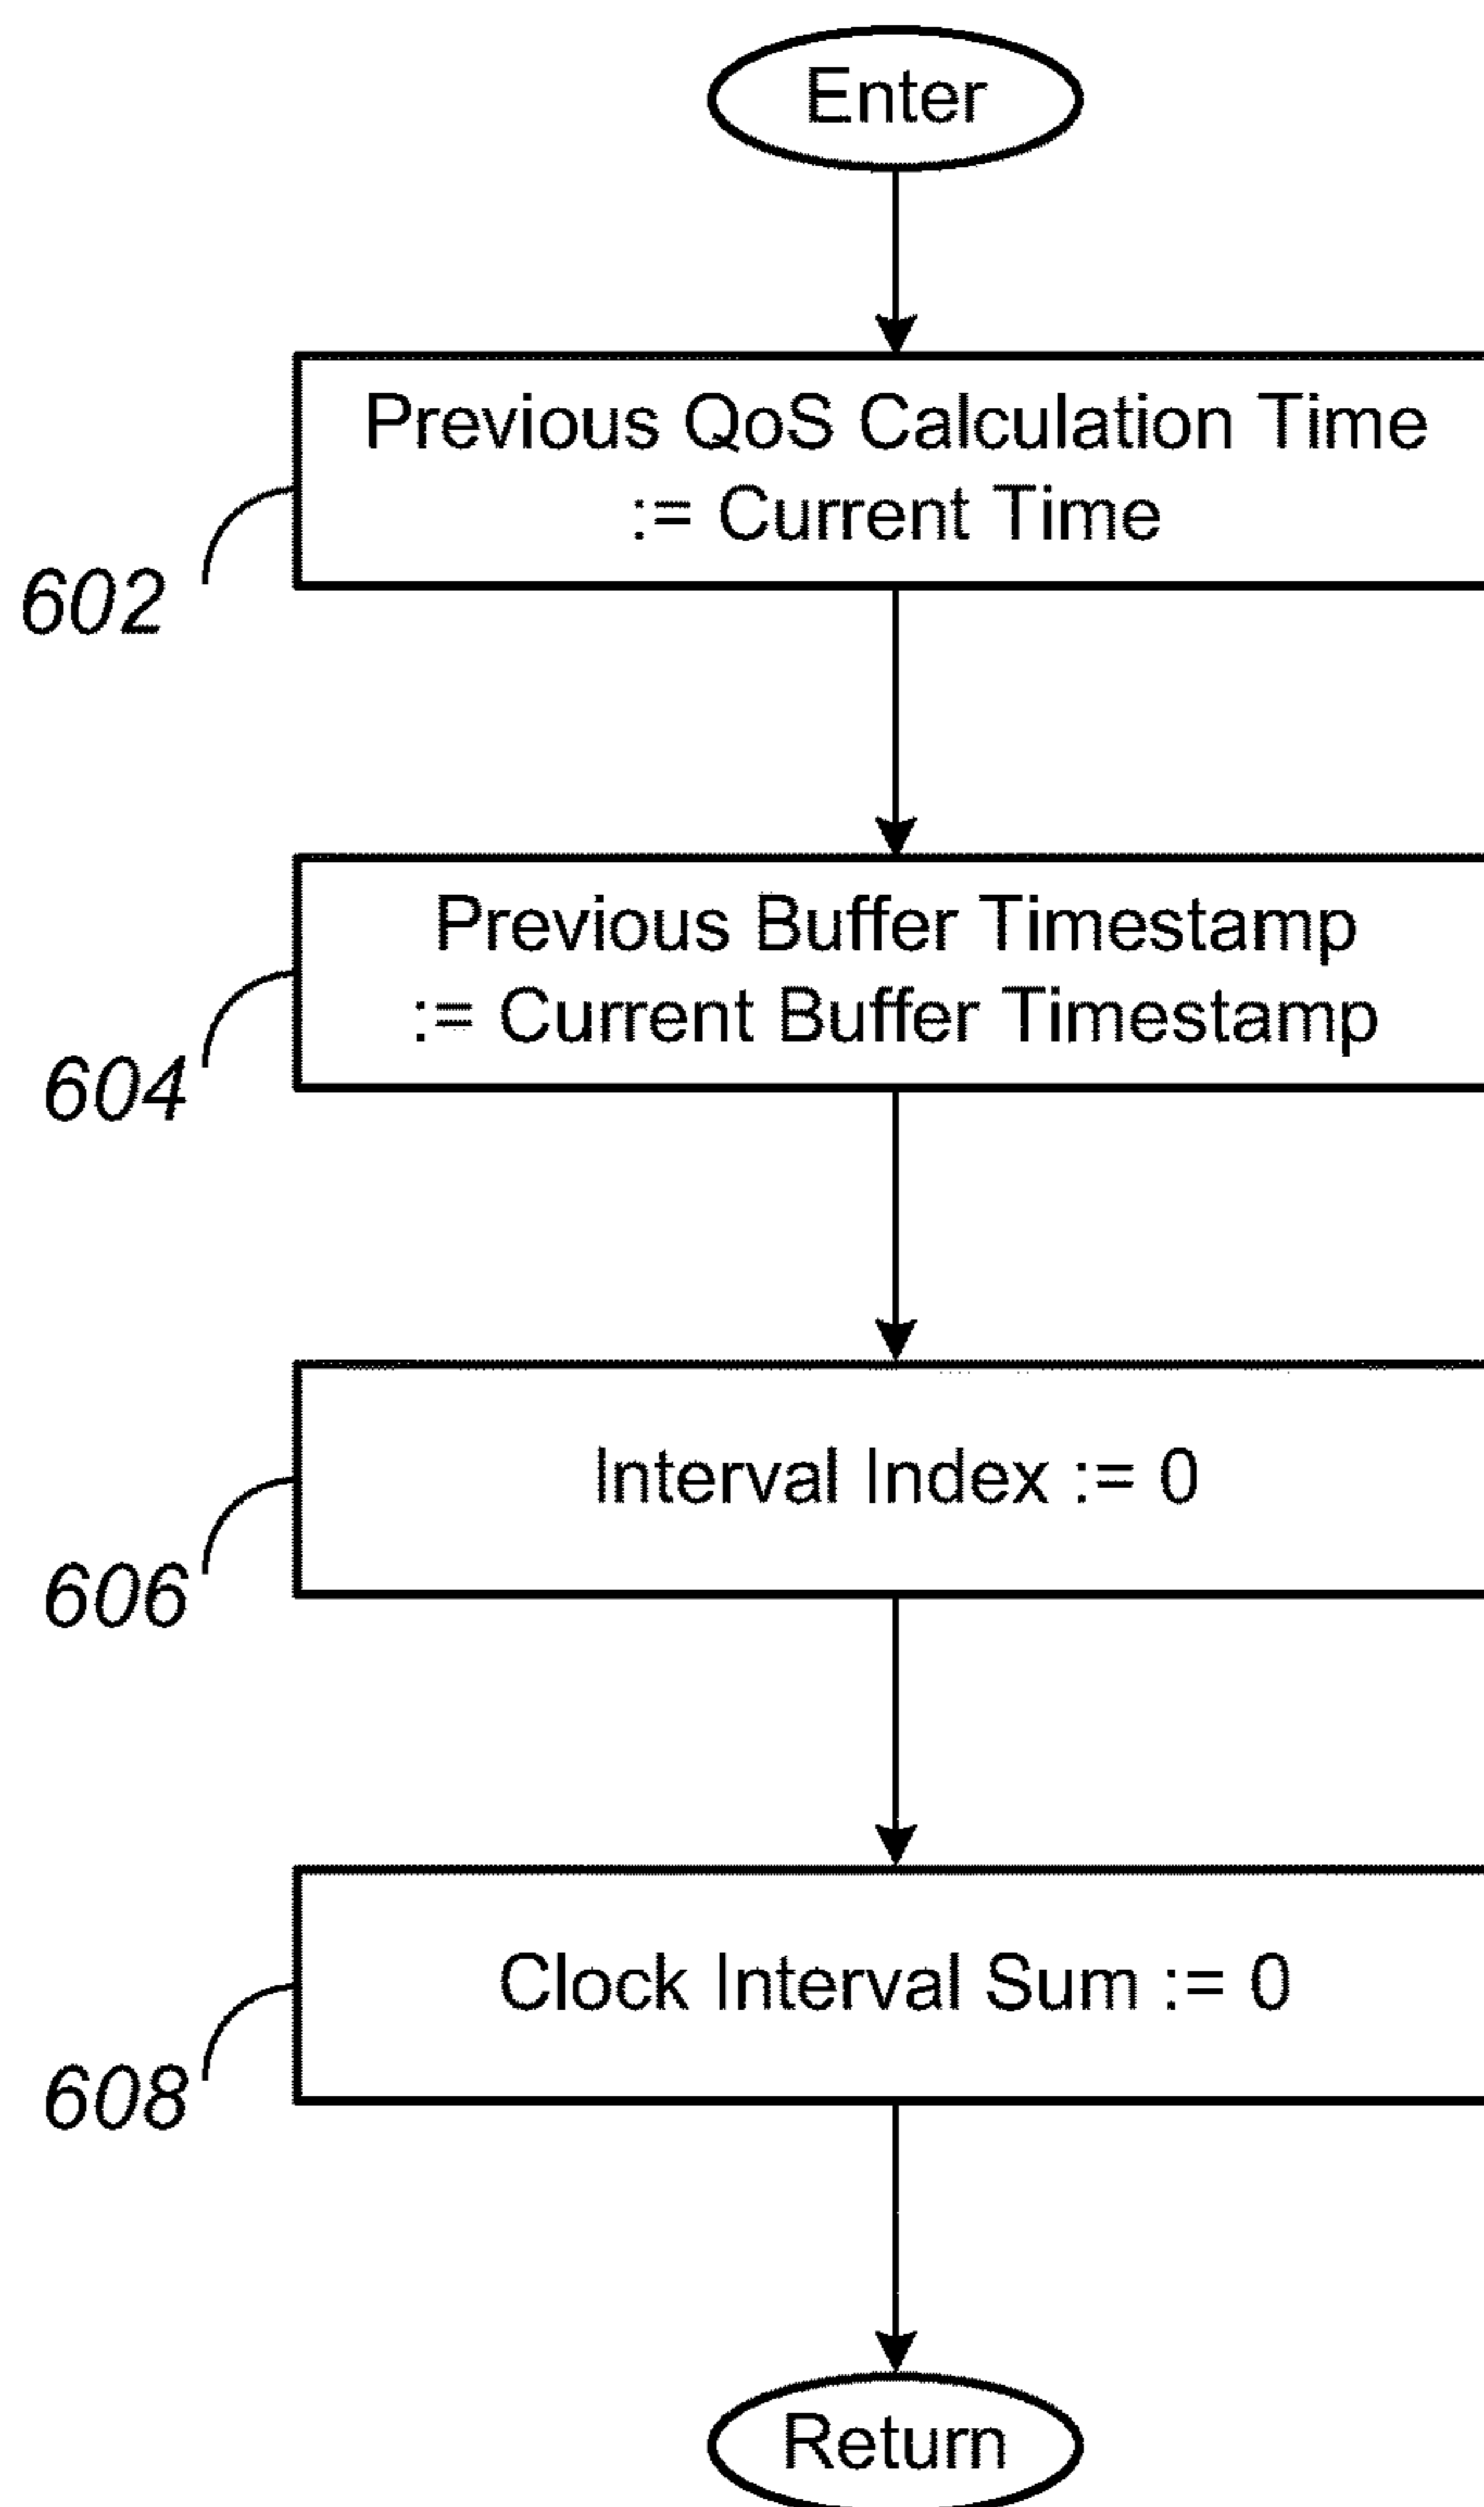 Enter
Previous QoS Calculation Time
:= Current Time
602
Previous Buffer Timestamp
:= Current Buffer Timestamp
604
Interval Index := 0
606
Clock Interval Sum := 0
608
Return